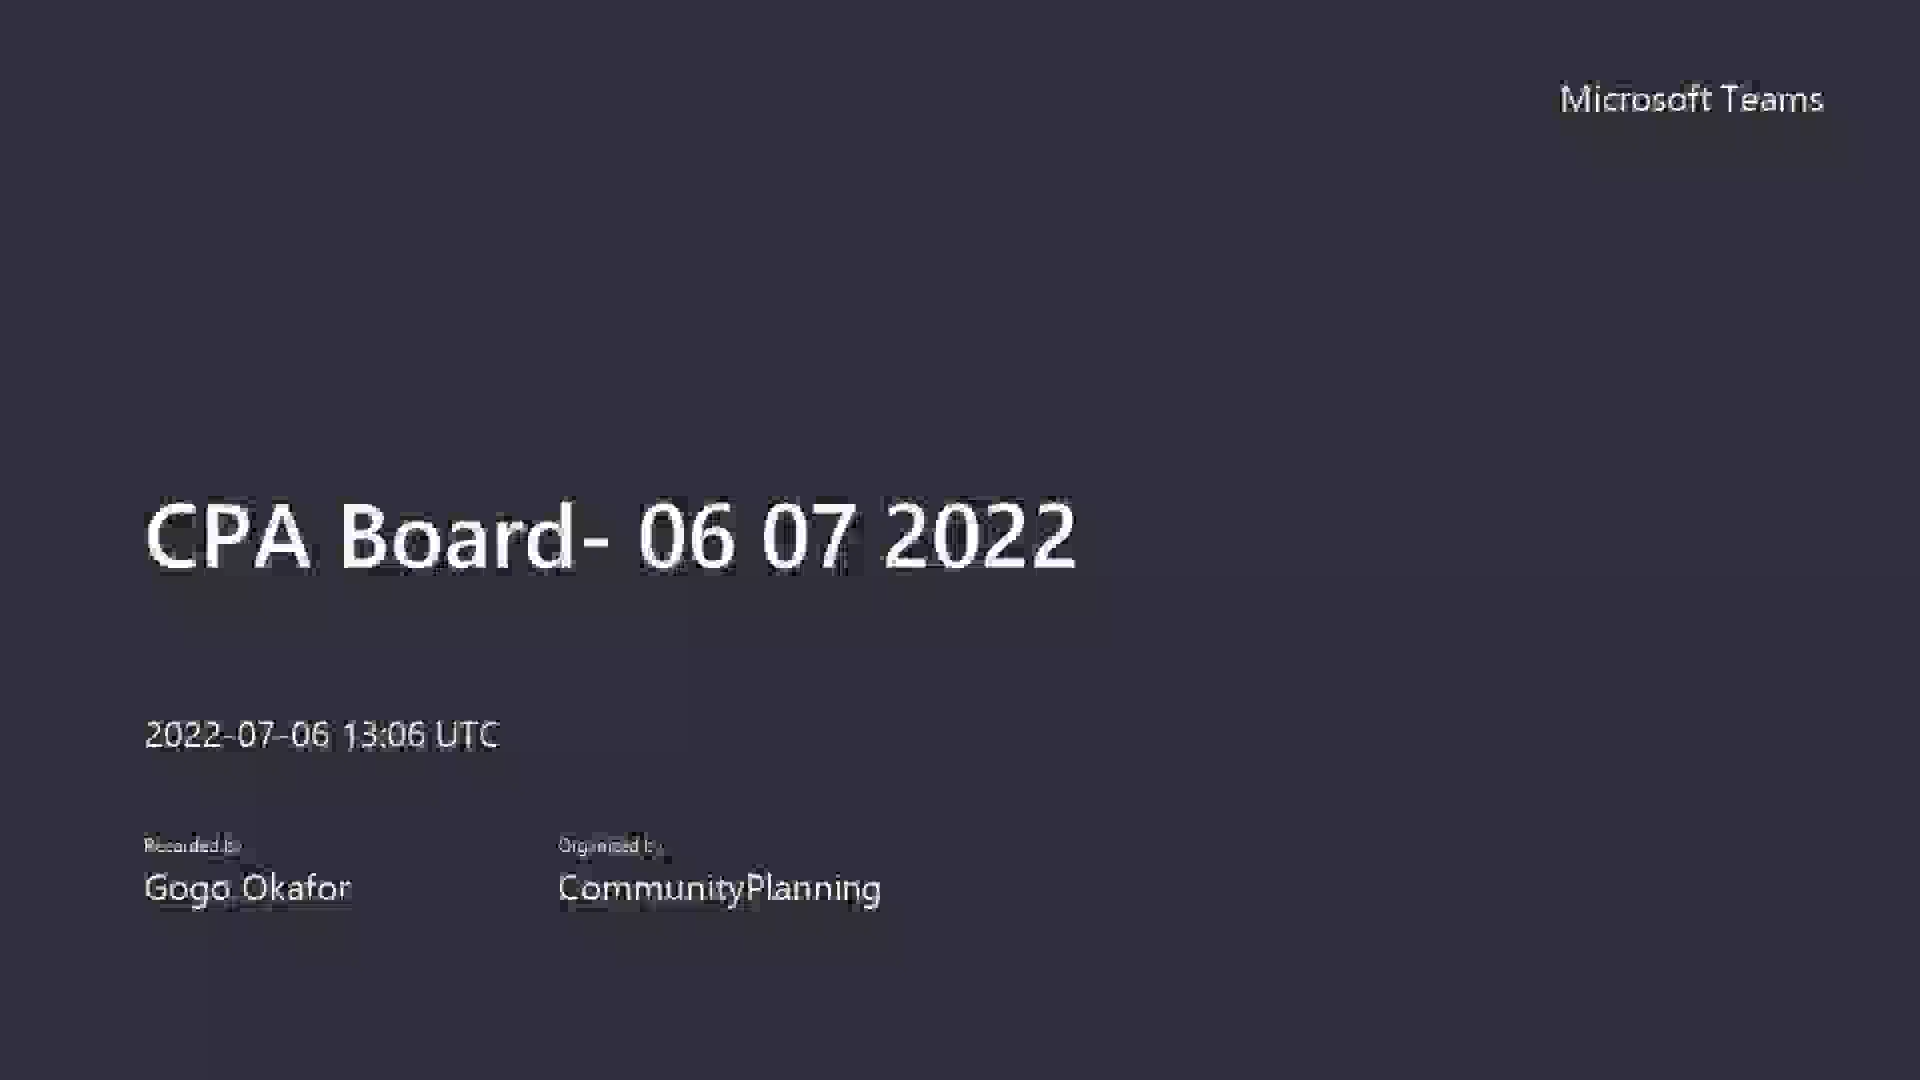 Microsoft Teams
CPA Board- 06 07 2022
2022-07-06 13:06 UTC
Recorded by
Organized by
Gogo Okafor
CommunityPlanning